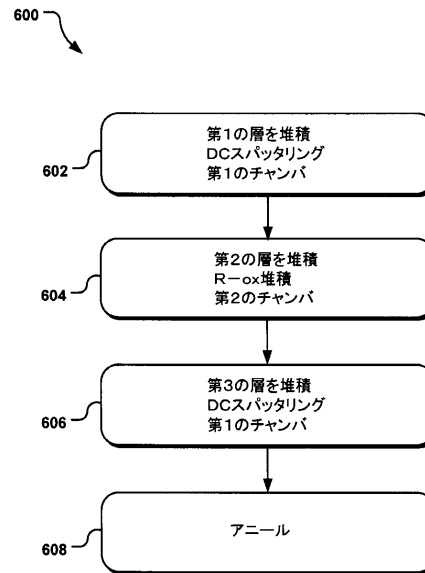 600
602
第1の層を堆積
DCスパッタリング
第1のチャンバ
604
第2の層を堆積
R-ox堆積
第2のチャンバ
606
第3の層を堆積
DCスパッタリング
第1のチャンバ
608
アニール